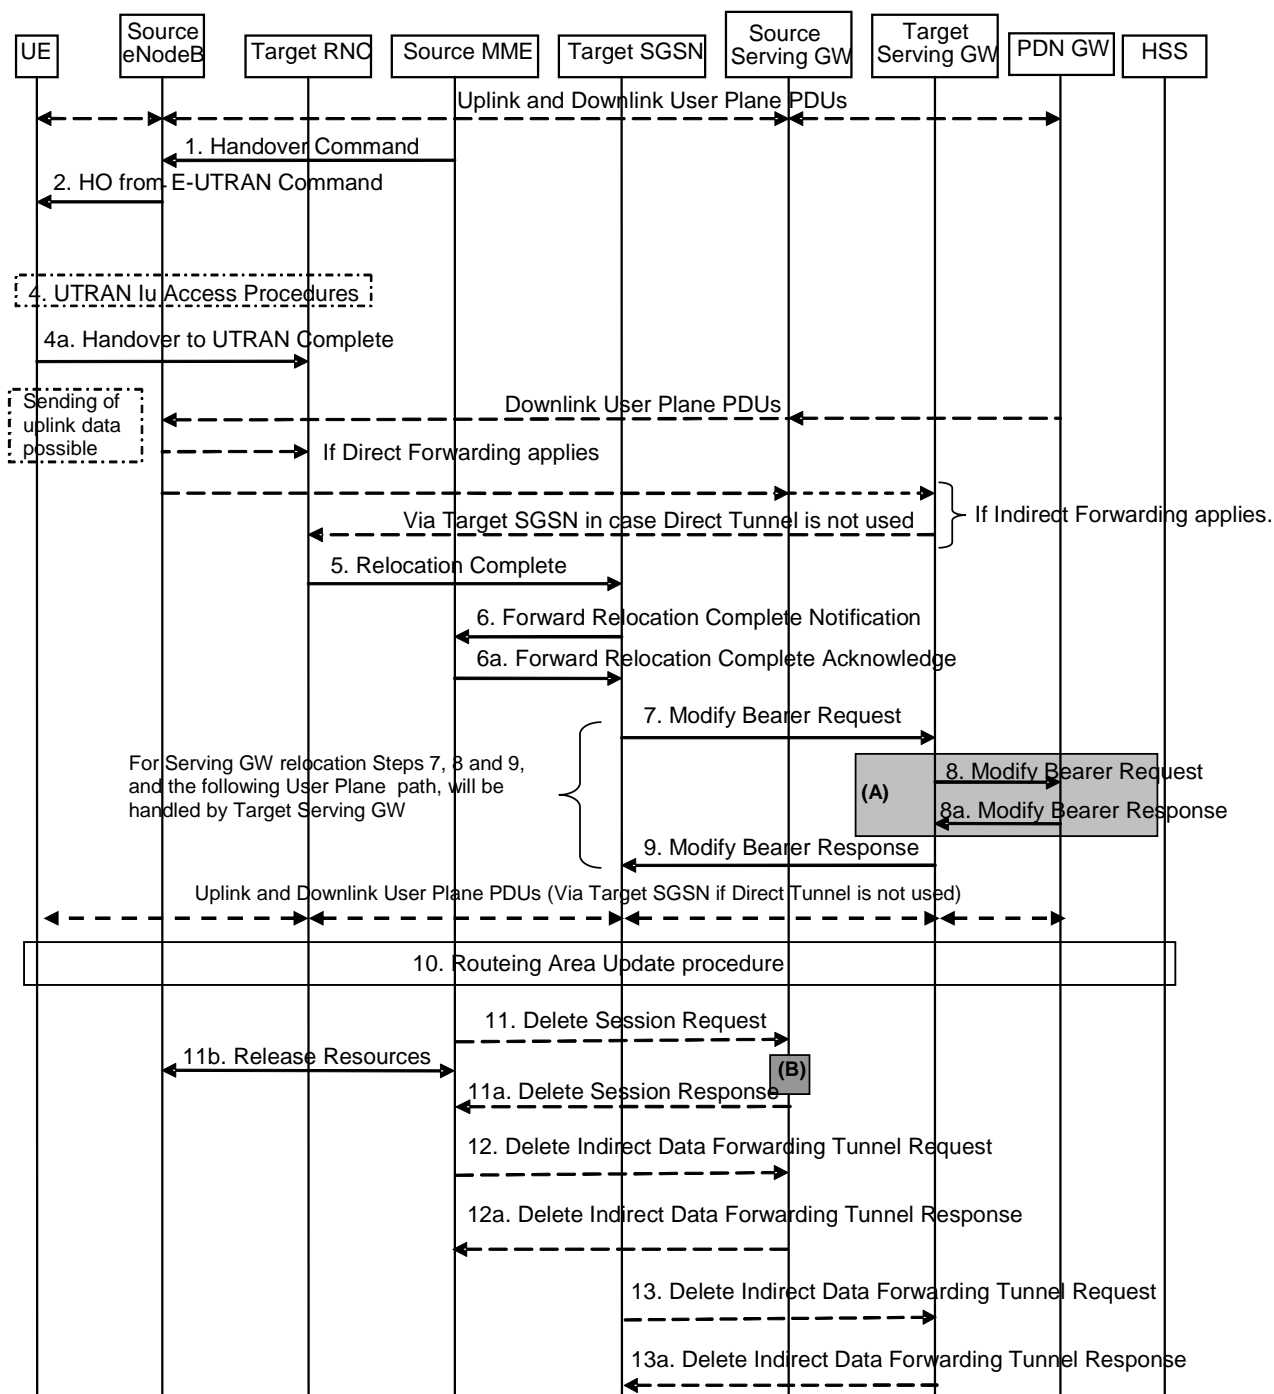 UE
Source
eNodeB
Target RNC
Source MME
Target SGSN
Source
Serving GW
Target
Serving GW
PDN GW
HSS
Uplink and Downlink User Plane PDUs
1. Handover Command
2. HO from E-UTRAN Command
4. UTRAN Iu Access Procedures
4a. Handover to UTRAN Complete
Sending of
uplink data
possible
Downlink User Plane PDUs
If Direct Forwarding applies
Via Target SGSN in case Direct Tunnel is not used
If Indirect Forwarding applies.
5. Relocation Complete
6. Forward Relocation Complete Notification
6a. Forward Relocation Complete Acknowledge
7. Modify Bearer Request
For Serving GW relocation Steps 7, 8 and 9,
and the following User Plane path, will be
handled by Target Serving GW
(A)
8. Modify Bearer Request
8a. Modify Bearer Response
9. Modify Bearer Response
Uplink and Downlink User Plane PDUs (Via Target SGSN if Direct Tunnel is not used)
10. Routeing Area Update procedure
11. Delete Session Request
11b. Release Resources
(B)
11a. Delete Session Response
12. Delete Indirect Data Forwarding Tunnel Request
12a. Delete Indirect Data Forwarding Tunnel Response
13. Delete Indirect Data Forwarding Tunnel Request
13a. Delete Indirect Data Forwarding Tunnel Response